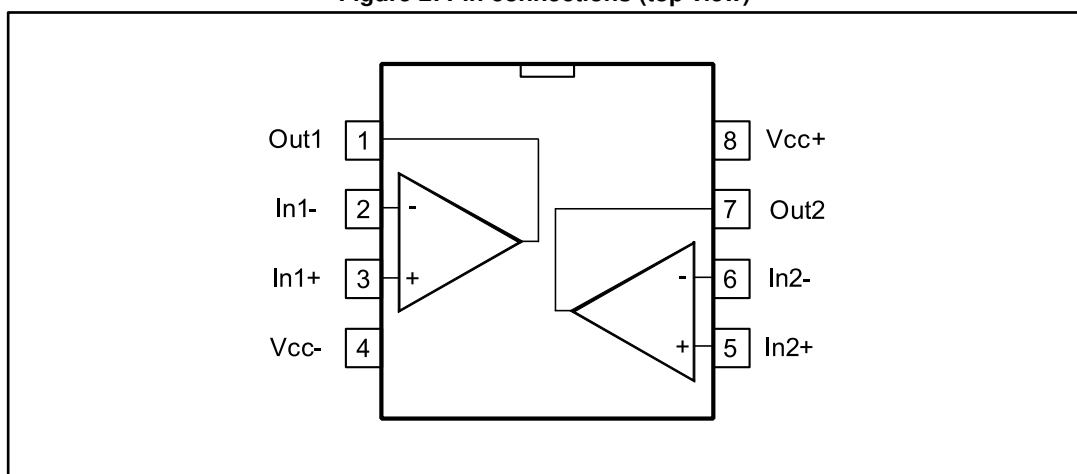 Figure 2. Pin connections (top view)
Out1 1
In1- 2 -
In1+ 3 +
Vcc- 4
8 Vcc+
7 Out2
- 6 In2-
+ 5 In2+